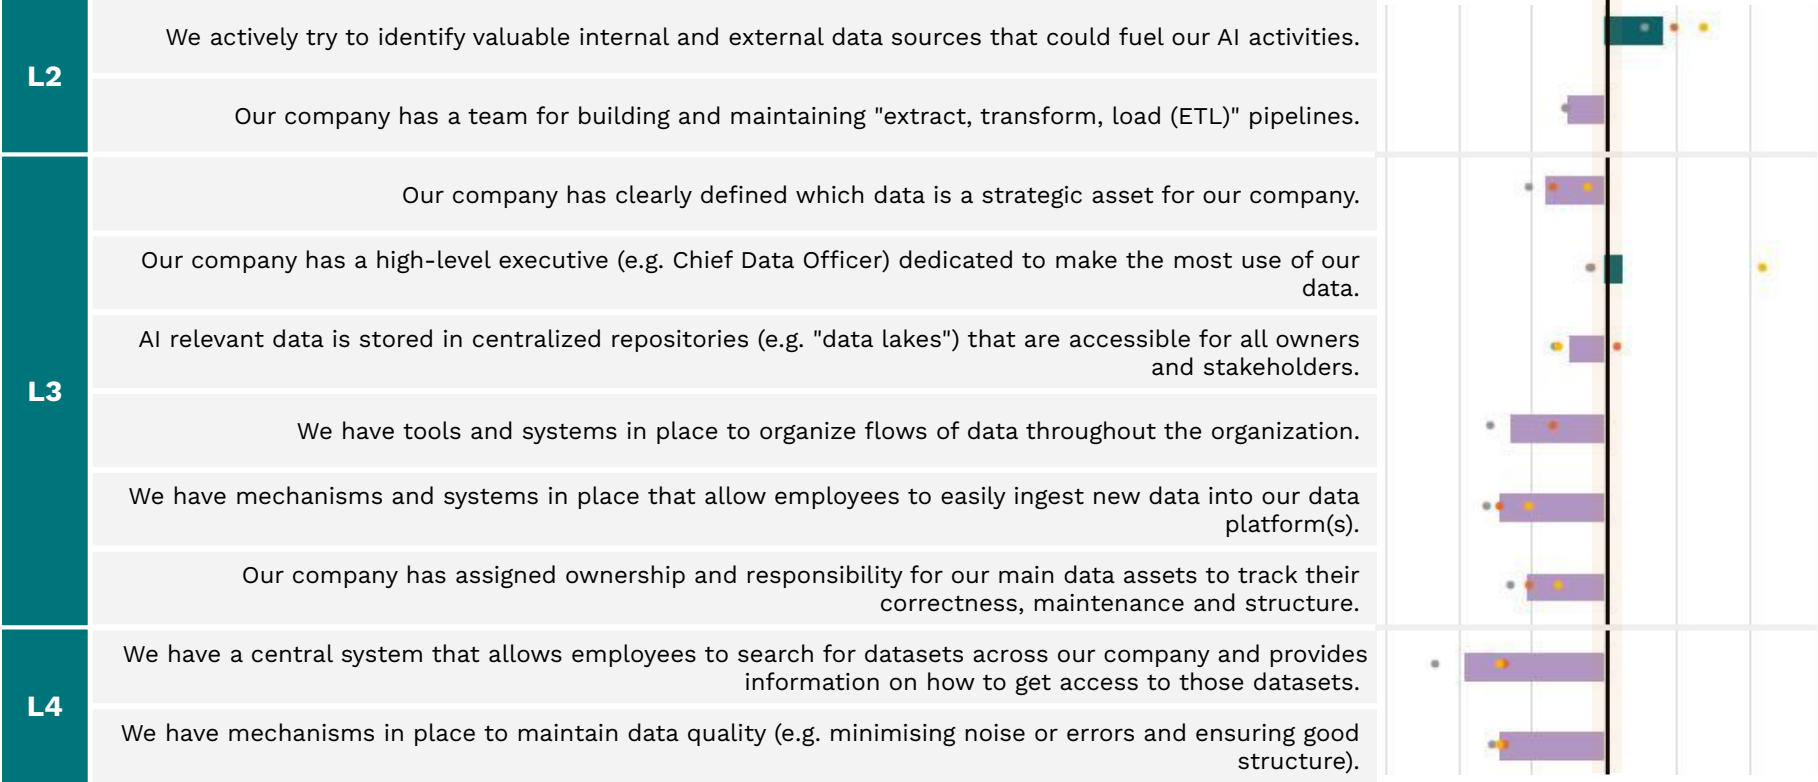 L2
We actively try to identify valuable internal and external data sources that could fuel our AI activities.
Our company has a team for building and maintaining "extract, transform, load (ETL)" pipelines.
L3
Our company has clearly defined which data is a strategic asset for our company.
Our company has a high-level executive (e.g. Chief Data Officer) dedicated to make the most use of our
data.
AI relevant data is stored in centralized repositories (e.g. "data lakes") that are accessible for all owners
and stakeholders.
We have tools and systems in place to organize flows of data throughout the organization.
We have mechanisms and systems in place that allow employees to easily ingest new data into our data
platform(s).
Our company has assigned ownership and responsibility for our main data assets to track their
correctness, maintenance and structure.
L4
We have a central system that allows employees to search for datasets across our company and provides
information on how to get access to those datasets.
We have mechanisms in place to maintain data quality (e.g. minimising noise or errors and ensuring good
structure).